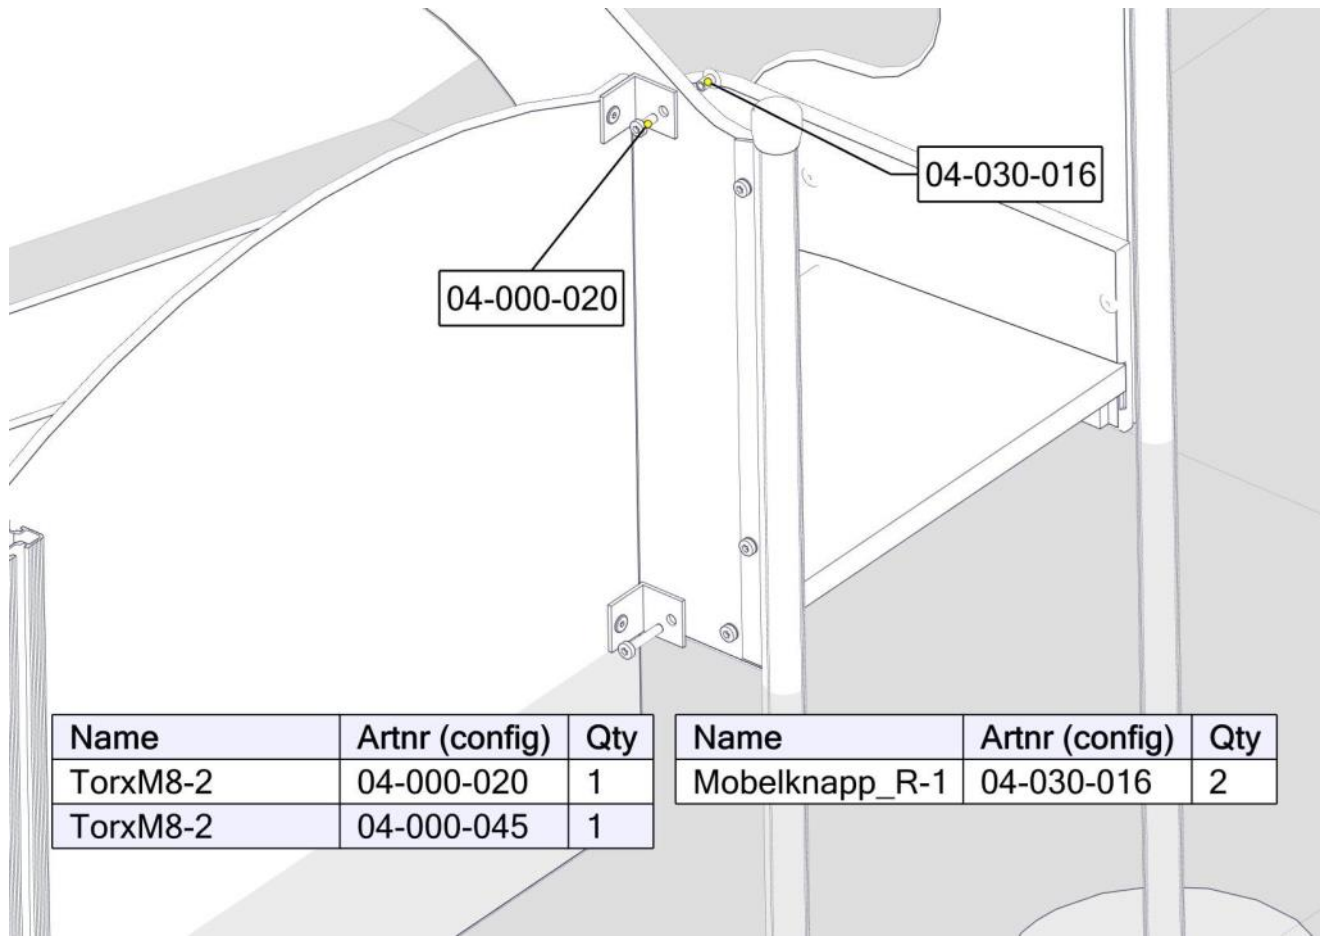 04-030-016
04-000-020
Name Artnr (config) Qty
TorxM8-2 04-000-020 1
TorxM8-2 04-000-045 1
Name Artnr (config) Qty
Mobelknapp_R-1 04-030-016 2